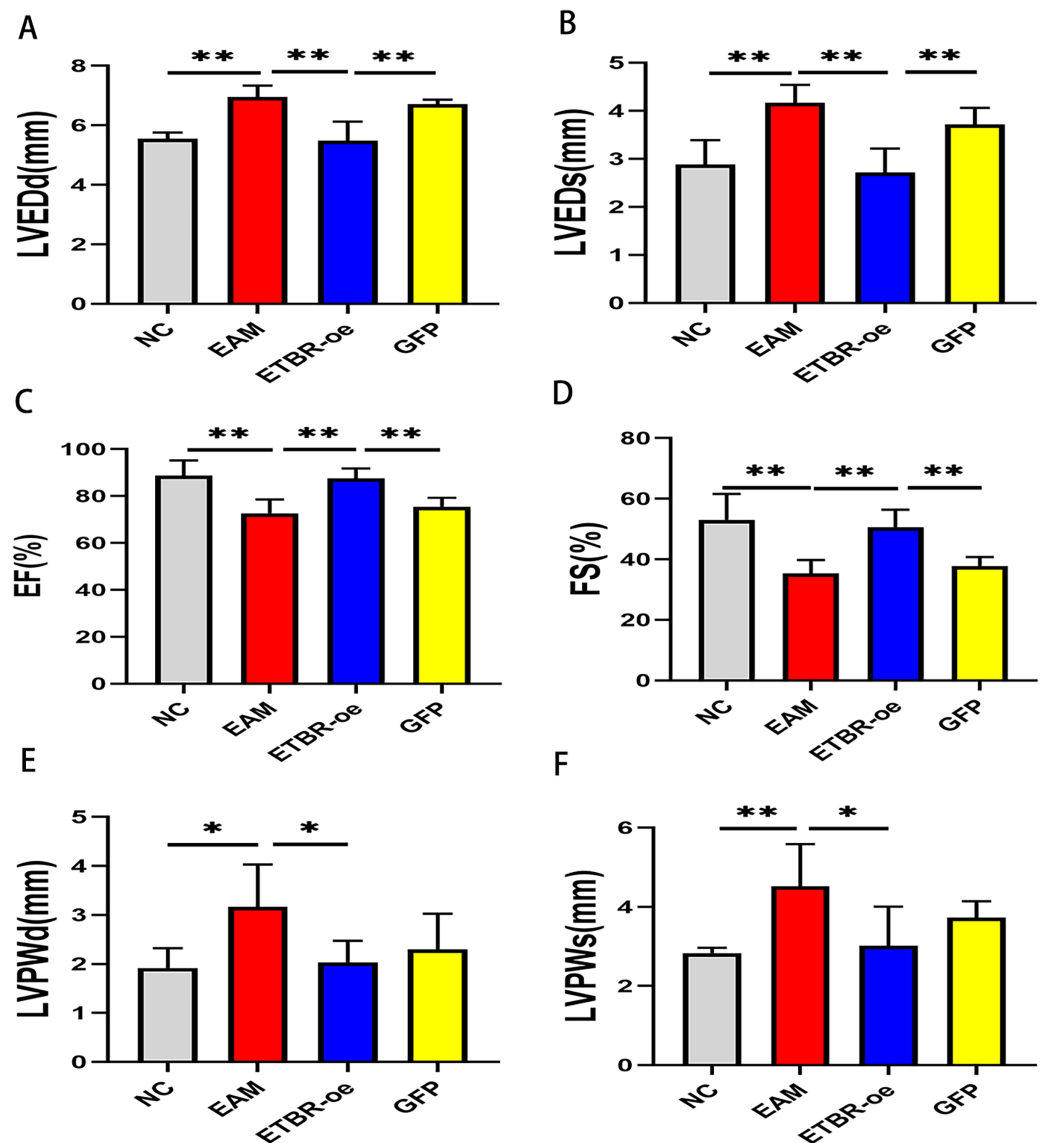 A
** ** **
LVEDd(mm)
8
6
4
2
0
NC EAM ETBR-oe GFP
B
** ** **
LVEDs(mm)
5
4
3
2
1
0
NC EAM ETBR-oe GFP
C
** ** **
EF(%)
100
80
60
40
20
0
NC EAM ETBR-oe GFP
D
** ** **
FS(%)
80
60
40
20
0
NC EAM ETBR-oe GFP
E
* *
LVPWd(mm)
5
4
3
2
1
0
NC EAM ETBR-oe GFP
F
** *
LVPWs(mm)
6
4
2
0
NC EAM ETBR-oe GFP